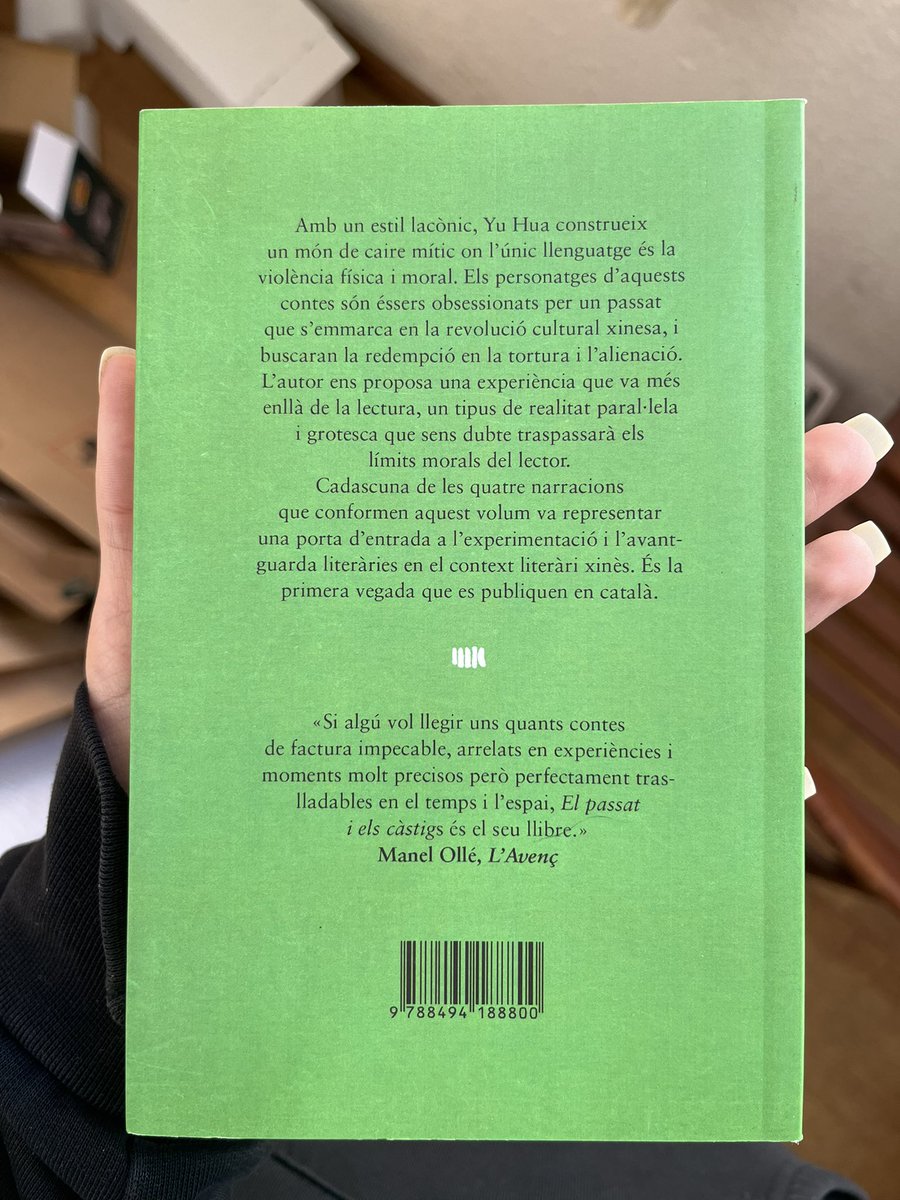 Amb un estil lacònic, Yu Hua construeix
un món de caire mític on l’únic llenguatge és la
violència física i moral. Els personatges d’aquests
contes són éssers obsessionats per un passat
que s’emmarca en la revolució cultural xinesa, i
buscaran la redempció en la tortura i l’alienació.
L’autor ens proposa una experiència que va més
enllà de la lectura, un tipus de realitat paral·lela
i grotesca que sens dubte traspassarà els
límits morals del lector.
Cadascuna de les quatre narracions
que conformen aquest volum va representar
una porta d’entrada a l’experimentació i l’avant-
guarda literàries en el context literàri xinès. És la
primera vegada que es publiquen en català.
«Si algú vol llegir uns quants contes
de factura impecable, arrelats en experiències i
moments molt precisos però perfectament tras-
lladables en el temps i l’espai, El passat
i els càstigs és el seu llibre.»
Manel Ollé, L’Avenç
9 788494 188800